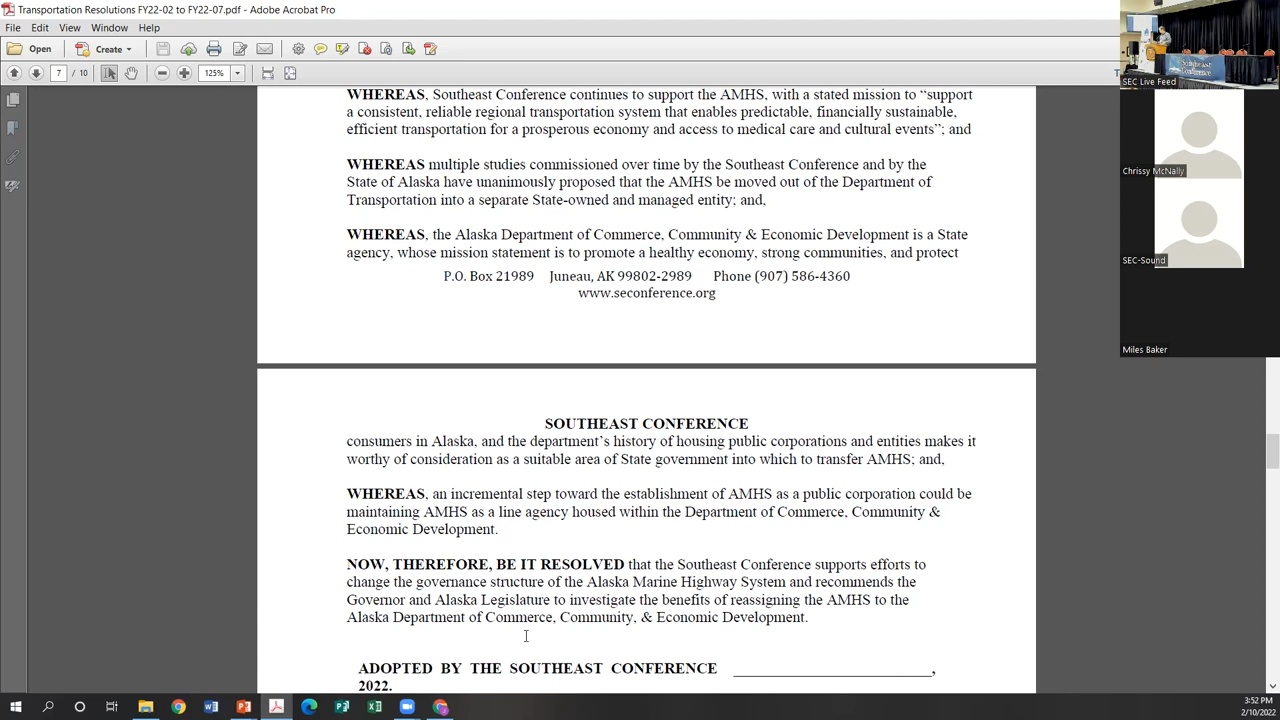 Transportation Resolutions FY22-02 to FY22-07.pdf - Adobe Acrobat Pro
File Edit View Window Help
Open Create
7 / 10 125%
WHEREAS, Southeast Conference continues to support the AMHS, with a stated mission to “support
a consistent, reliable regional transportation system that enables predictable, financially sustainable,
efficient transportation for a prosperous economy and access to medical care and cultural events”; and
WHEREAS multiple studies commissioned over time by the Southeast Conference and by the
State of Alaska have unanimously proposed that the AMHS be moved out of the Department of
Transportation into a separate State-owned and managed entity; and,
WHEREAS, the Alaska Department of Commerce, Community & Economic Development is a State
agency, whose mission statement is to promote a healthy economy, strong communities, and protect
P.O. Box 21989 Juneau, AK 99802-2989 Phone (907) 586-4360
www.seconference.org
SOUTHEAST CONFERENCE
consumers in Alaska, and the department’s history of housing public corporations and entities makes it
worthy of consideration as a suitable area of State government into which to transfer AMHS; and,
WHEREAS, an incremental step toward the establishment of AMHS as a public corporation could be
maintaining AMHS as a line agency housed within the Department of Commerce, Community &
Economic Development.
NOW, THEREFORE, BE IT RESOLVED that the Southeast Conference supports efforts to
change the governance structure of the Alaska Marine Highway System and recommends the
Governor and Alaska Legislature to investigate the benefits of reassigning the AMHS to the
Alaska Department of Commerce, Community, & Economic Development.
ADOPTED BY THE SOUTHEAST CONFERENCE ____________________,
2022.
Southeast
Conference
SEC Live Feed
Chrissy McNally
SEC-Sound
Miles Baker
3:52 PM
2/10/2022